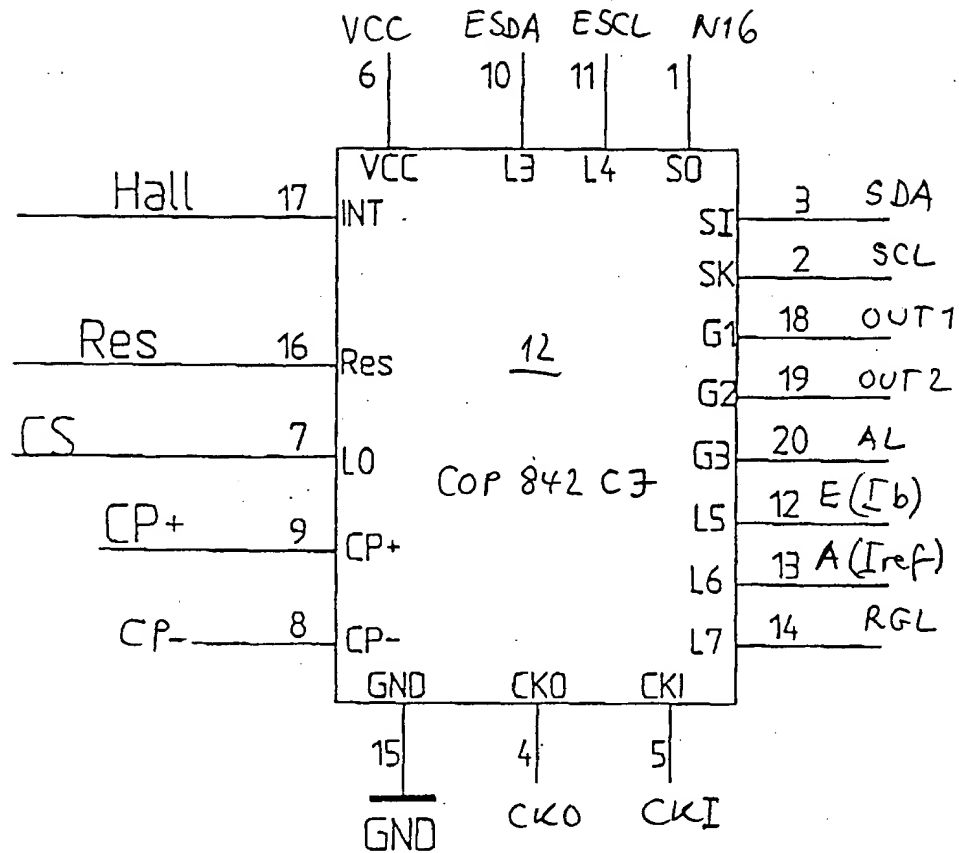 VCC ESDA ESCL N16
6 10 11 1
VCC L3 L4 SO
Hall 17 INT
SI 3 SDA
SK 2 SCL
G1 18 OUT1
Res 16 Res
12
G2 19 OUT2
CS 7 L0
G3 20 AL
COP 842 CJ
L5 12 E(Ib)
CP+ 9 CP+
L6 13 A(Iref)
CP- 8 CP-
L7 14 RGL
GND CKO CKI
15 4 5
GND CKO CKI